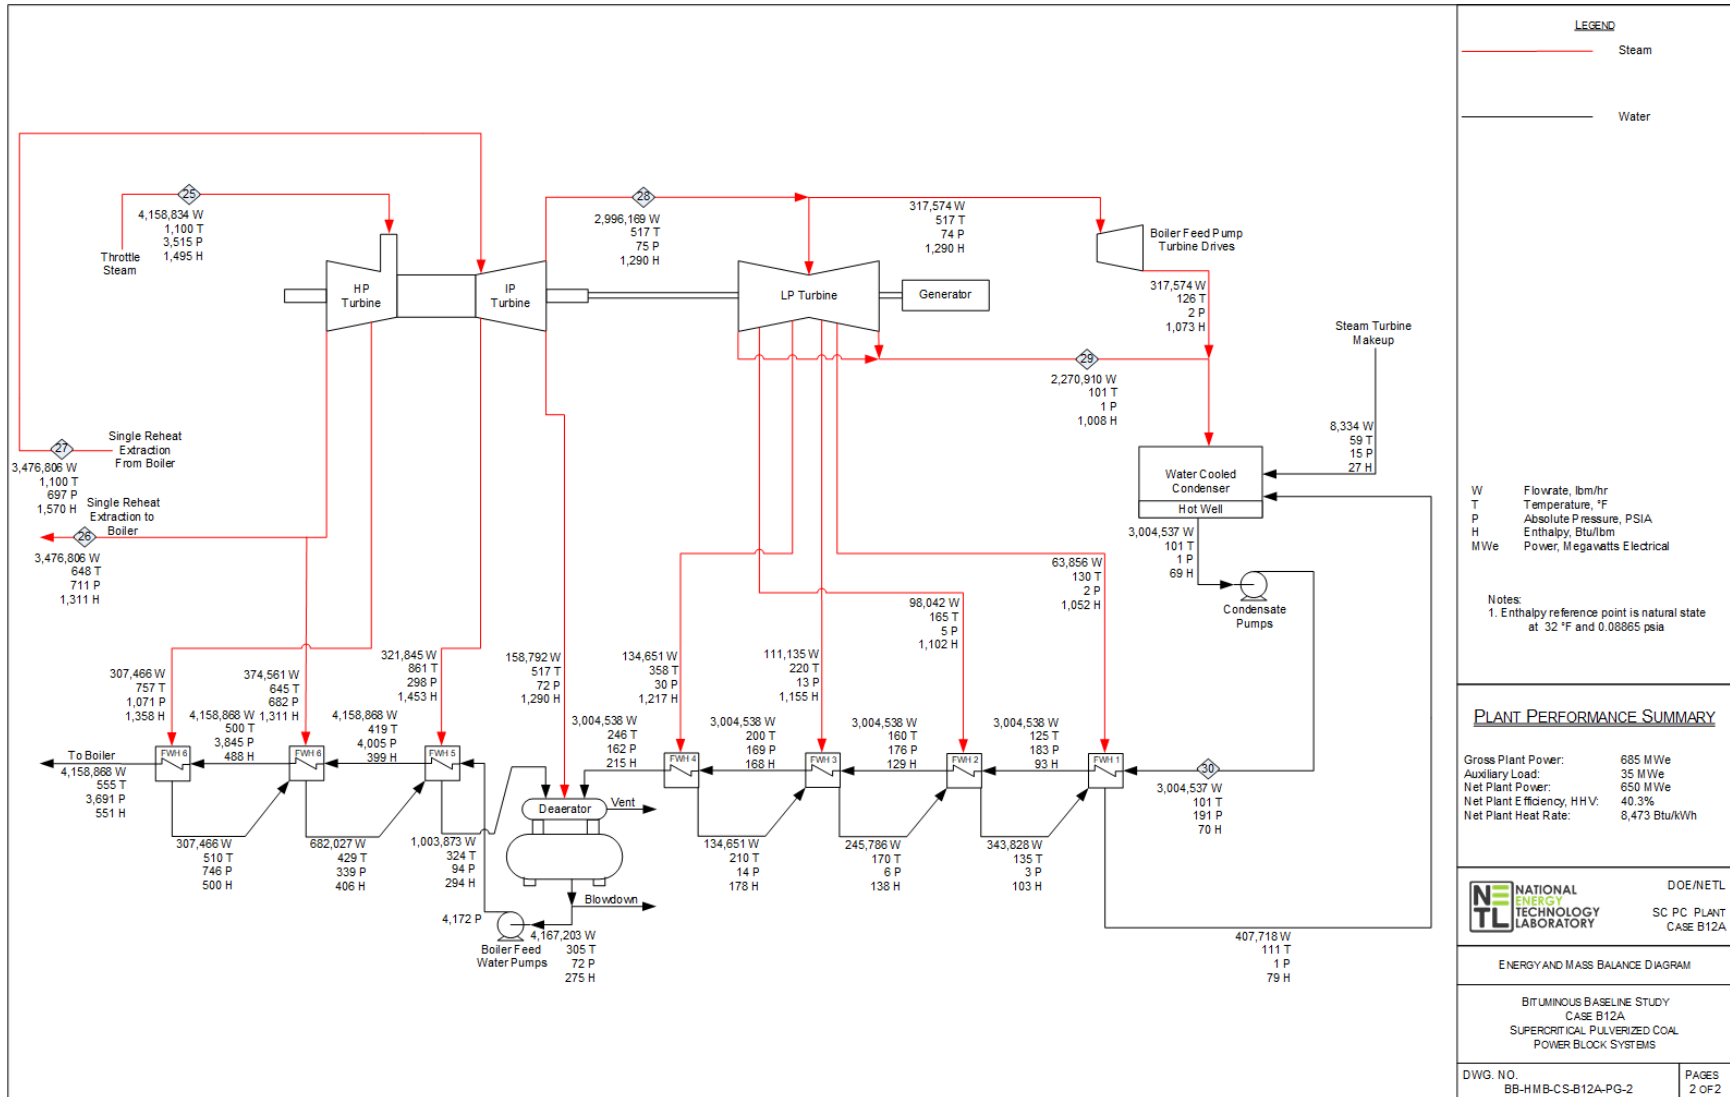 LEGEND
Steam
Water
25
4,158,834 W
1,100 T
3,515 P
1,495 H
Throttle
Steam
HP
Turbine
IP
Turbine
28
2,996,169 W
517 T
75 P
1,290 H
LP Turbine
Generator
317,574 W
517 T
74 P
1,290 H
Boiler Feed Pump
Turbine Drives
317,574 W
126 T
2 P
1,073 H
Steam Turbine
Makeup
29
2,270,910 W
101 T
1 P
1,008 H
8,334 W
59 T
15 P
27 H
27
Single Reheat
Extraction
From Boiler
3,476,806 W
1,100 T
697 P
1,570 H
Single Reheat
Extraction to
Boiler
26
3,476,806 W
648 T
711 P
1,311 H
Water Cooled
Condenser
Hot Well
3,004,537 W
101 T
1 P
69 H
Condensate
Pumps
63,856 W
130 T
2 P
1,052 H
98,042 W
165 T
5 P
1,102 H
111,135 W
220 T
13 P
1,155 H
134,651 W
358 T
30 P
1,217 H
158,792 W
517 T
72 P
1,290 H
321,845 W
861 T
298 P
1,453 H
374,561 W
645 T
682 P
1,311 H
307,466 W
757 T
1,071 P
1,358 H
4,158,868 W
500 T
3,845 P
488 H
4,158,868 W
419 T
4,005 P
399 H
3,004,538 W
246 T
162 P
215 H
3,004,538 W
200 T
169 P
168 H
3,004,538 W
160 T
176 P
129 H
3,004,538 W
125 T
183 P
93 H
To Boiler
4,158,868 W
555 T
3,691 P
551 H
FWH 6
FWH 6
FWH 5
FWH 4
FWH 3
FWH 2
FWH 1
30
3,004,537 W
101 T
191 P
70 H
Deaerator
Vent
307,466 W
510 T
746 P
500 H
682,027 W
429 T
339 P
406 H
1,003,873 W
324 T
94 P
294 H
134,651 W
210 T
14 P
178 H
245,786 W
170 T
6 P
138 H
343,828 W
135 T
3 P
103 H
Blowdown
4,172 P
Boiler Feed
Water Pumps
4,167,203 W
305 T
72 P
275 H
407,718 W
111 T
1 P
79 H
W Flowrate, lbm/hr
T Temperature, °F
P Absolute Pressure, PSIA
H Enthalpy, Btu/lbm
MWe Power, Megawatts Electrical
Notes:
1. Enthalpy reference point is natural state
at 32 °F and 0.08865 psia
PLANT PERFORMANCE SUMMARY
Gross Plant Power: 685 MWe
Auxiliary Load: 35 MWe
Net Plant Power: 650 MWe
Net Plant Efficiency, HHV: 40.3%
Net Plant Heat Rate: 8,473 Btu/kWh
NETL
NATIONAL
ENERGY
TECHNOLOGY
LABORATORY
DOE/NETL
SC PC PLANT
CASE B12A
ENERGY AND MASS BALANCE DIAGRAM
BITUMINOUS BASELINE STUDY
CASE B12A
SUPERCRITICAL PULVERIZED COAL
POWER BLOCK SYSTEMS
DWG. NO.
BB-HMB-CS-B12A-PG-2
PAGES
2 OF 2